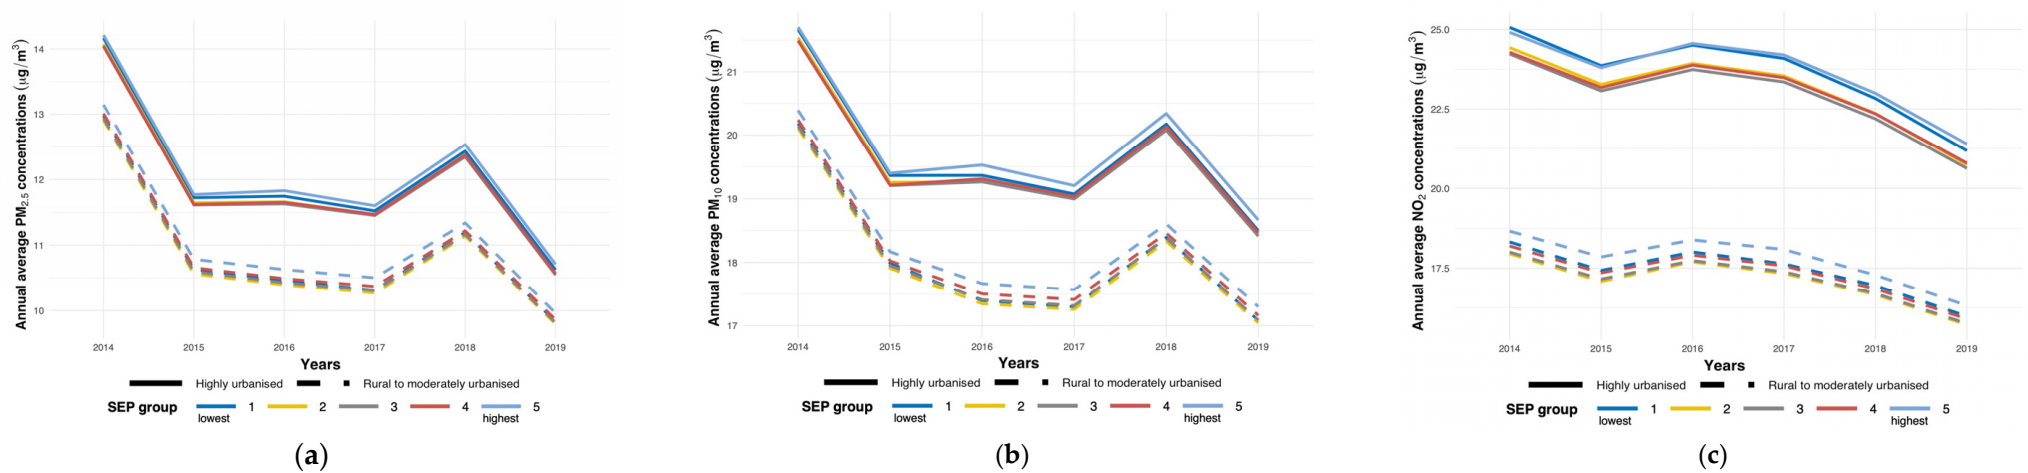 Annual average PM2.5 concentrations (μg/m3)
14
13
12
11
10
2014 2015 2016 2017 2018 2019
Years
Highly urbanised Rural to moderately urbanised
SEP group 1 2 3 4 5
lowest highest
(a)
Annual average PM10 concentrations (μg/m3)
21
20
19
18
17
2014 2015 2016 2017 2018 2019
Years
Highly urbanised Rural to moderately urbanised
SEP group 1 2 3 4 5
lowest highest
(b)
Annual average NO2 concentrations (μg/m3)
25.0
22.5
20.0
17.5
2014 2015 2016 2017 2018 2019
Years
Highly urbanised Rural to moderately urbanised
SEP group 1 2 3 4 5
lowest highest
(c)